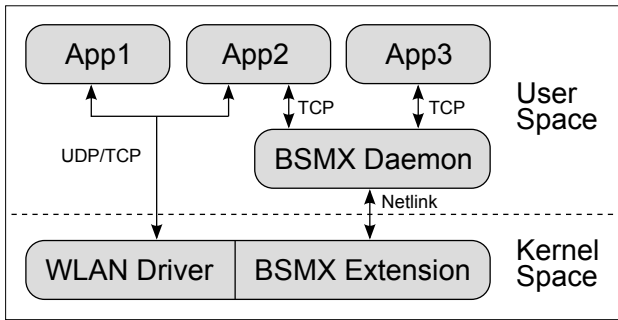 App1
App2
App3
TCP
TCP
User
Space
UDP/TCP
BSMX Daemon
Netlink
WLAN Driver
BSMX Extension
Kernel
Space